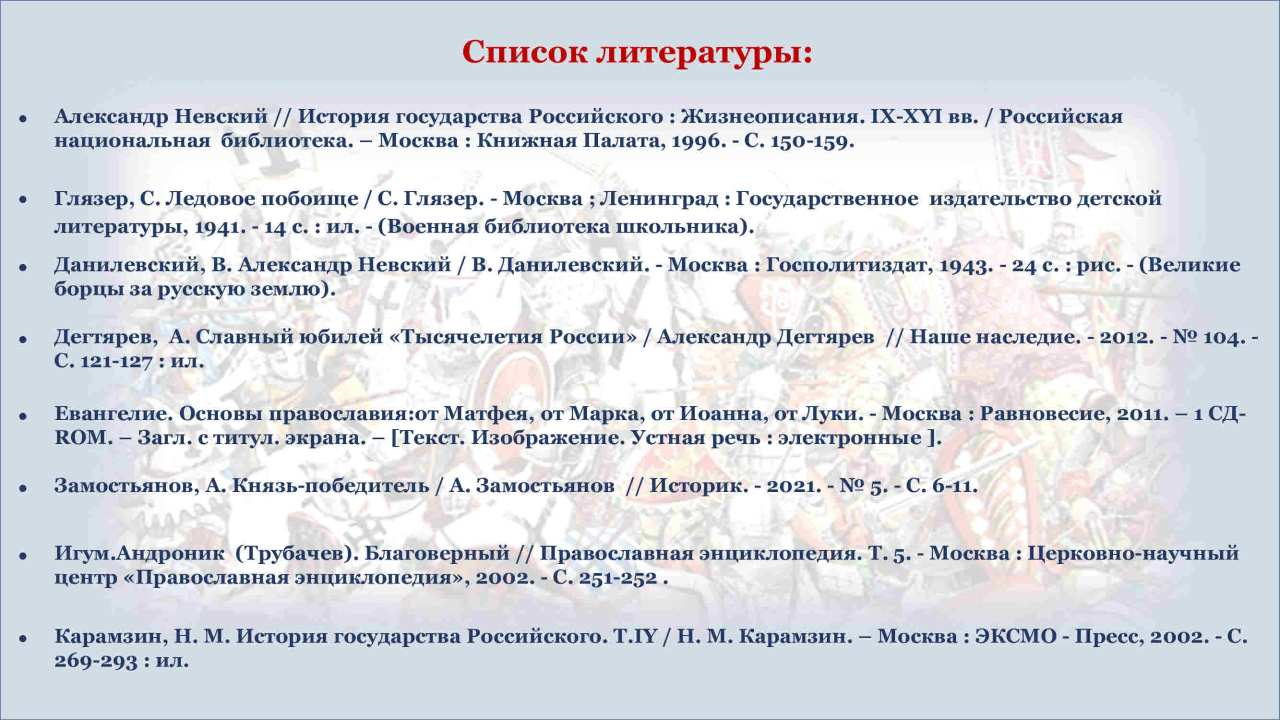 Список литературы:
• Александр Невский // История государства Российского : Жизнеописания. IX-XYI вв. / Российская
национальная библиотека. – Москва : Книжная Палата, 1996. - С. 150-159.
• Глязер, С. Ледовое побоище / С. Глязер. - Москва ; Ленинград : Государственное издательство детской
литературы, 1941. - 14 с. : ил. - (Военная библиотека школьника).
• Данилевский, В. Александр Невский / В. Данилевский. - Москва : Госполитиздат, 1943. - 24 с. : рис. - (Великие
борцы за русскую землю).
• Дегтярев, А. Славный юбилей «Тысячелетия России» / Александр Дегтярев // Наше наследие. - 2012. - № 104. -
С. 121-127 : ил.
• Евангелие. Основы православия:от Матфея, от Марка, от Иоанна, от Луки. - Москва : Равновесие, 2011. – 1 СД-
ROM. – Загл. с титул. экрана. – [Текст. Изображение. Устная речь : электронные ].
• Замостьянов, А. Князь-победитель / А. Замостьянов // Историк. - 2021. - № 5. - С. 6-11.
• Игум.Андроник (Трубачев). Благоверный // Православная энциклопедия. Т. 5. - Москва : Церковно-научный
центр «Православная энциклопедия», 2002. - С. 251-252 .
• Карамзин, Н. М. История государства Российского. Т.IY / Н. М. Карамзин. – Москва : ЭКСМО - Пресс, 2002. - С.
269-293 : ил.